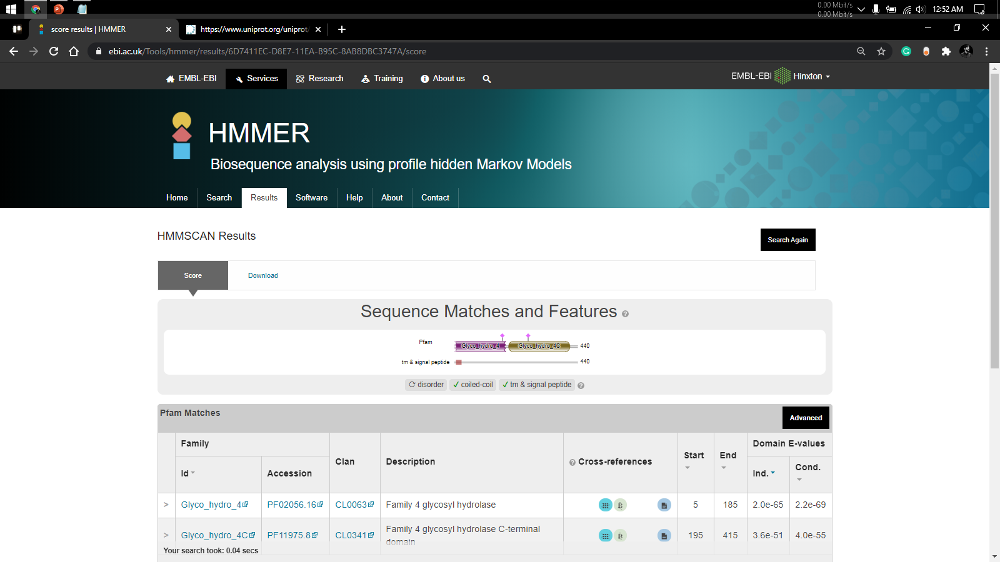 0.00 Mbit/s
0.00 Mbit/s
12:52 AM
score results | HMMER
https://www.uniprot.org/uniprot/
ebi.ac.uk/Tools/hmmer/results/6D7411EC-D8E7-11EA-B95C-8AB8DBC3747A/score
EMBL-EBI Services Research Training About us
EMBL-EBI Hinxton
HMMER
Biosequence analysis using profile hidden Markov Models
Home Search Results Software Help About Contact
HMMSCAN Results
Search Again
Score Download
Sequence Matches and Features
Pfam Glyco_hydro_4 Glyco_hydro_4C 440
tm & signal peptide 440
disorder coiled-coil tm & signal peptide
Pfam Matches
Advanced
Family Clan Description Cross-references Start End Domain E-values
Id Accession Ind. Cond.
> Glyco_hydro_4 PF02056.16 CL0063 Family 4 glycosyl hydrolase 5 185 2.0e-65 2.2e-69
> Glyco_hydro_4C PF11975.8 CL0341 Family 4 glycosyl hydrolase C-terminal domain 195 415 3.6e-51 4.0e-55
Your search took: 0.04 secs